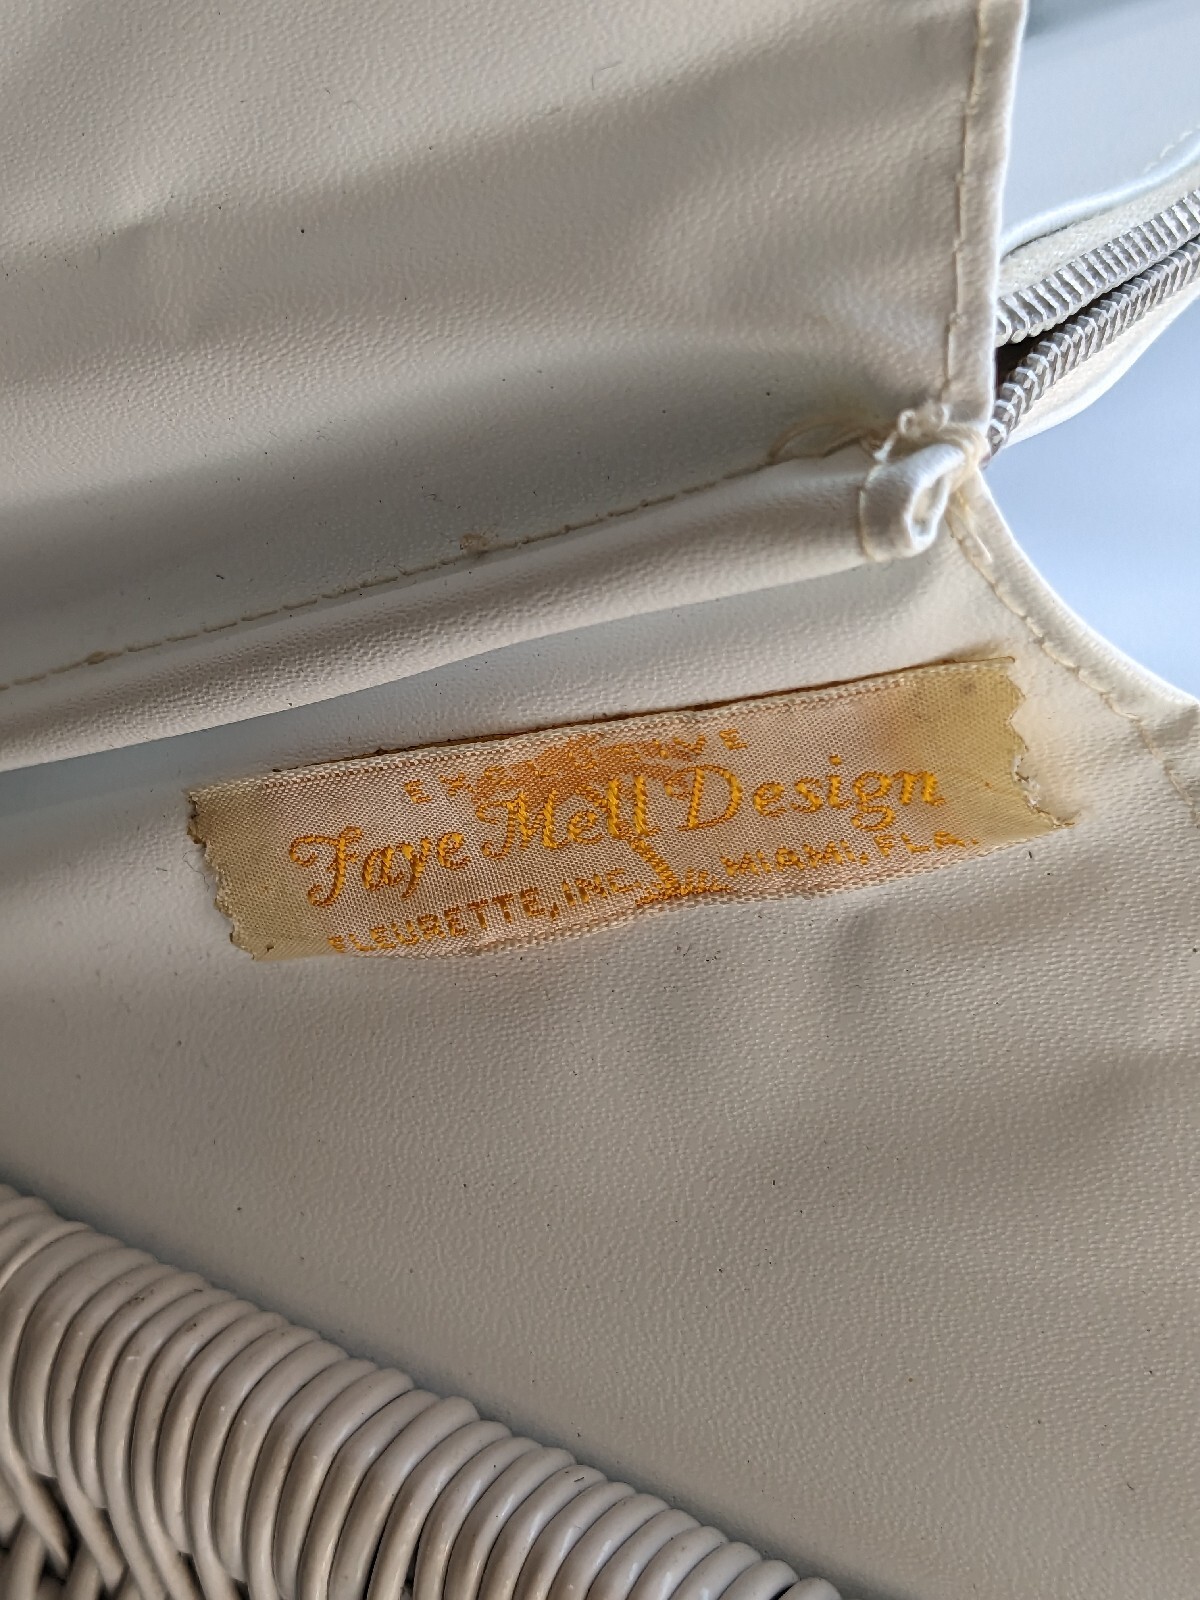 Faye Mell Design
FLEURETTE, INC. MIAMI, FLA.